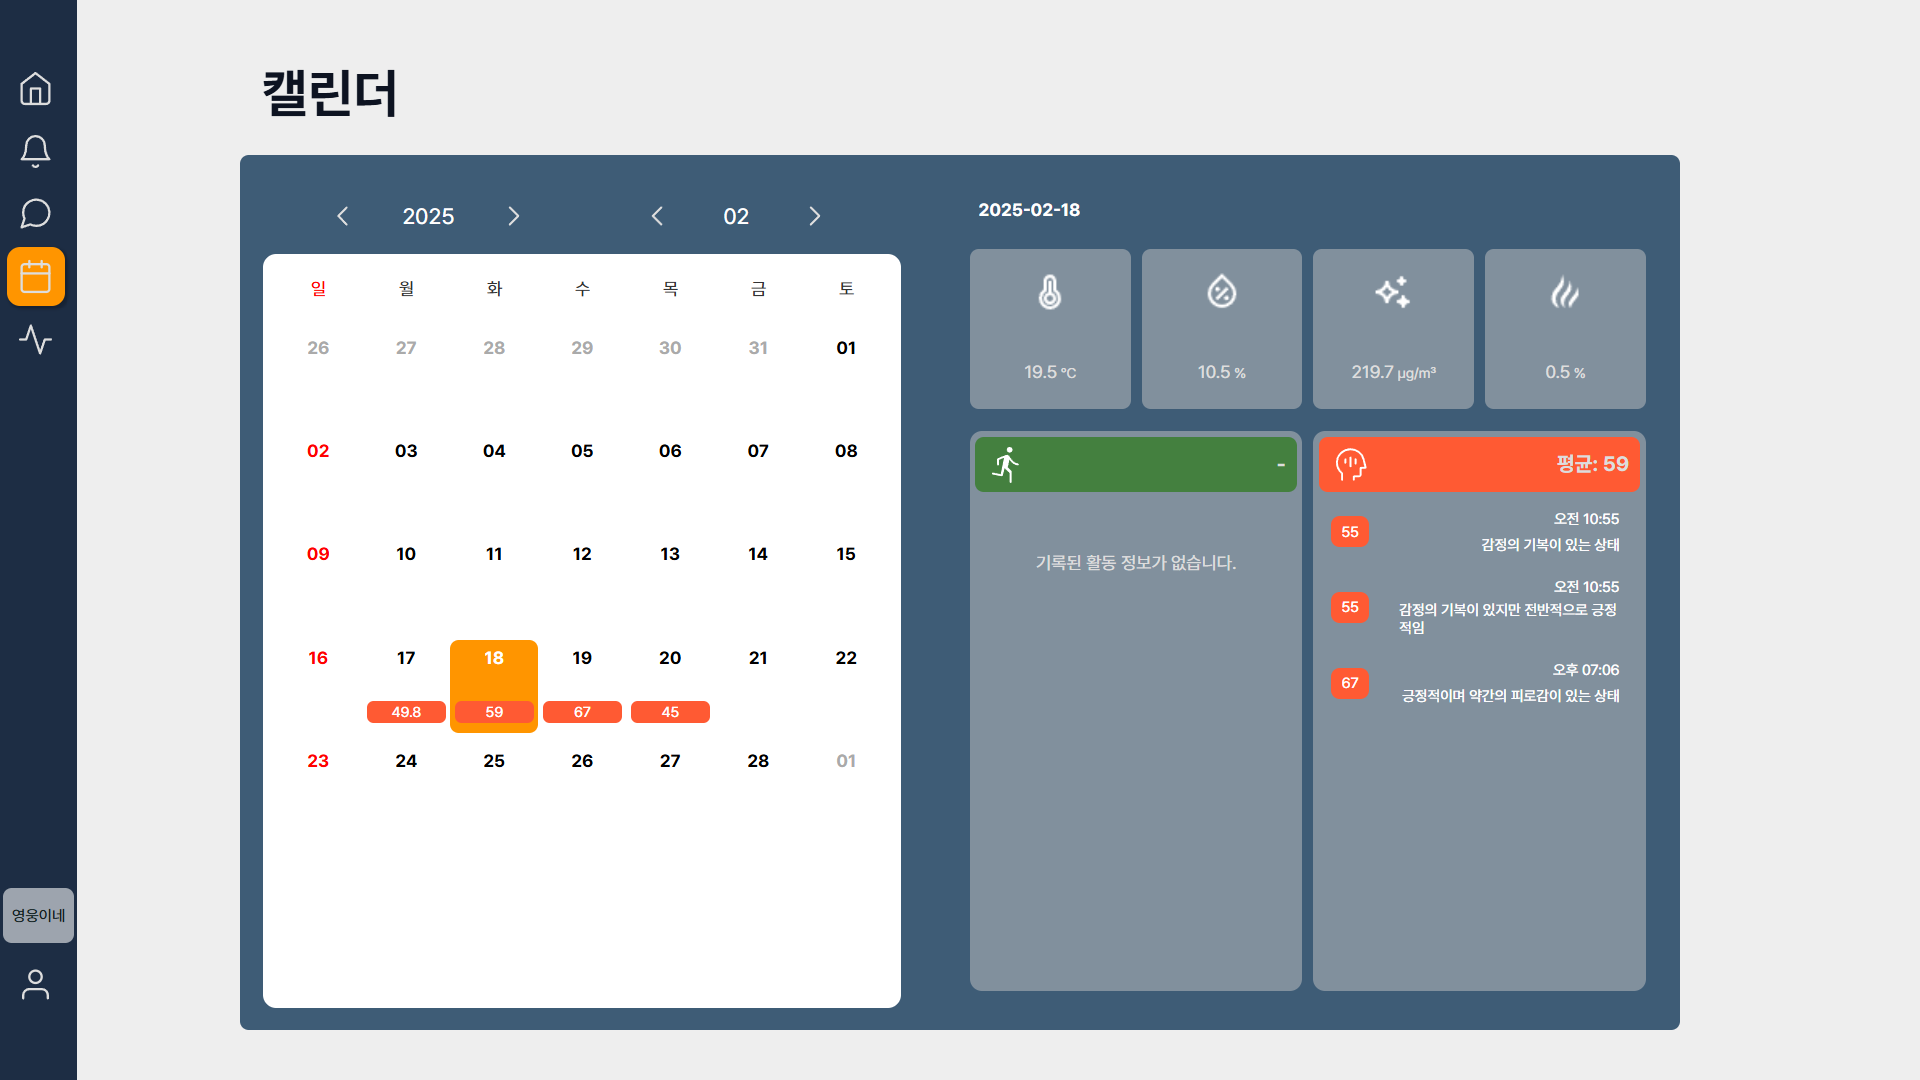 캘린더
2025
02
일 월 화 수 목 금 토
26 27 28 29 30 31 01
02 03 04 05 06 07 08
09 10 11 12 13 14 15
16 17 18 19 20 21 22
49.8 59 67 45
23 24 25 26 27 28 01
2025-02-18
19.5 °C
10.5 %
219.7 μg/m³
0.5 %
-
기록된 활동 정보가 없습니다.
평균: 59
오전 10:55
55
감정의 기복이 있는 상태
오전 10:55
55
감정의 기복이 있지만 전반적으로 긍정
적임
오후 07:06
67
긍정적이며 약간의 피로감이 있는 상태
영웅이네